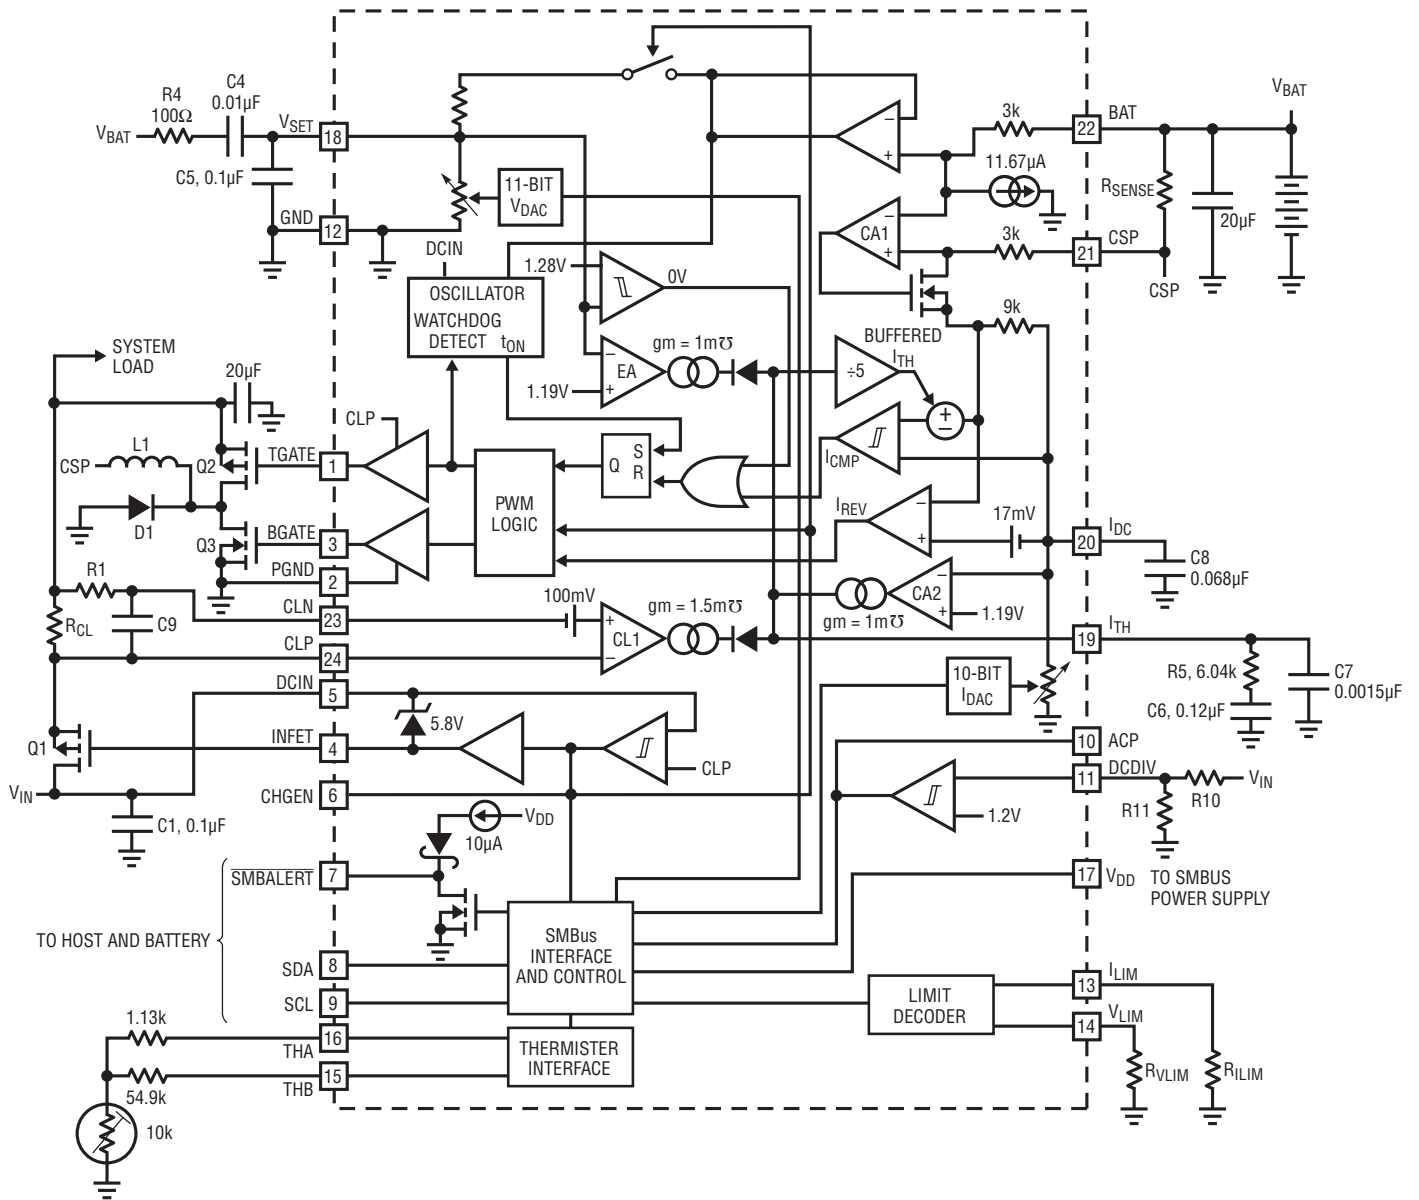 C4
0.01µF
R4
100Ω
VBAT
VSET
18
C5, 0.1µF
GND
12
11-BIT
VDAC
DCIN
OSCILLATOR
WATCHDOG
DETECT tON
1.28V
0V
1.19V
− + EA
gm = 1m℧
3k
22
BAT
VBAT
− +
11.67µA
RSENSE
20µF
− + CA1
3k
21
CSP
CSP
9k
BUFFERED
ITH
÷5
+ −
ICMP
SYSTEM
LOAD
20µF
CLP
L1
CSP
Q2
TGATE
1
D1
Q3
BGATE
3
PGND
2
PWM
LOGIC
S
Q
R
IREV
− +
17mV
20
IDC
C8
0.068µF
R1
CLN
23
100mV
+ − CL1
gm = 1.5m℧
gm = 1m℧
− + CA2
1.19V
19
ITH
RCL
C9
CLP
24
R5, 6.04k
C7
0.0015µF
C6, 0.12µF
DCIN
5
5.8V
10-BIT
IDAC
Q1
INFET
4
CLP
10
ACP
VIN
CHGEN
6
11
DCDIV
VIN
R10
R11
1.2V
C1, 0.1µF
VDD
10µA
SMBALERT
7
17
VDD
TO SMBUS
POWER SUPPLY
TO HOST AND BATTERY
SMBus
INTERFACE
AND CONTROL
SDA
8
SCL
9
LIMIT
DECODER
13
ILIM
14
VLIM
1.13k
THA
16
THERMISTER
INTERFACE
54.9k
THB
15
RVLIM
RILIM
10k